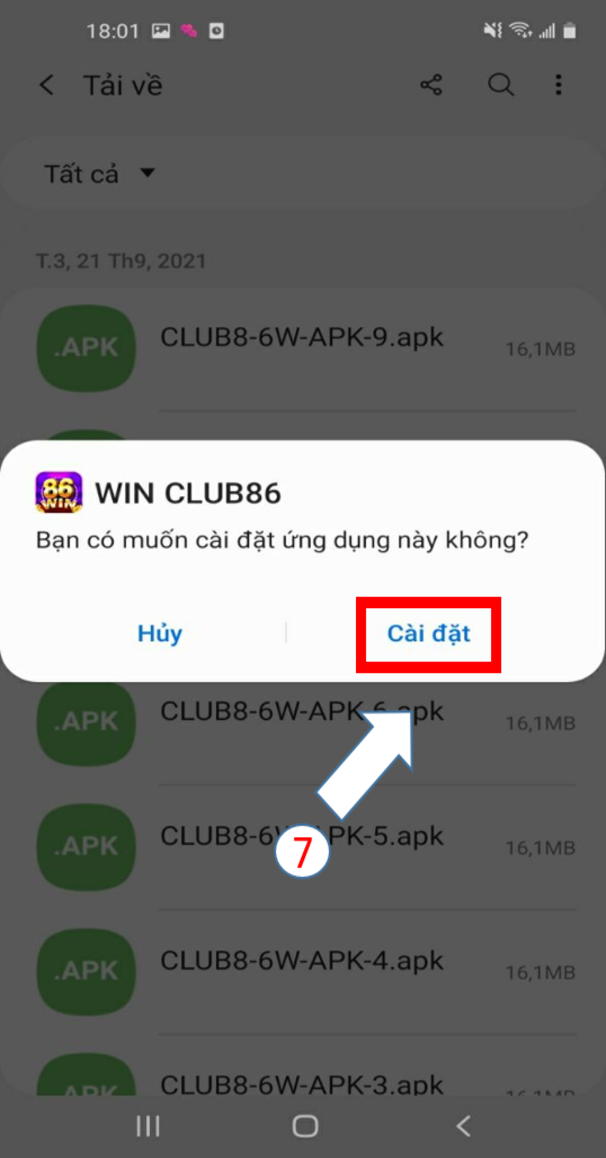 18:01
Tải về
Tất cả
T.3, 21 Th9, 2021
.APK CLUB8-6W-APK-9.apk 16,1MB
86 WIN
WIN CLUB86
Bạn có muốn cài đặt ứng dụng này không?
Hủy Cài đặt
.APK CLUB8-6W-APK-6.apk 16,1MB
.APK CLUB8-6W-APK-5.apk 16,1MB
7
.APK CLUB8-6W-APK-4.apk 16,1MB
.APK CLUB8-6W-APK-3.apk 16,1MB